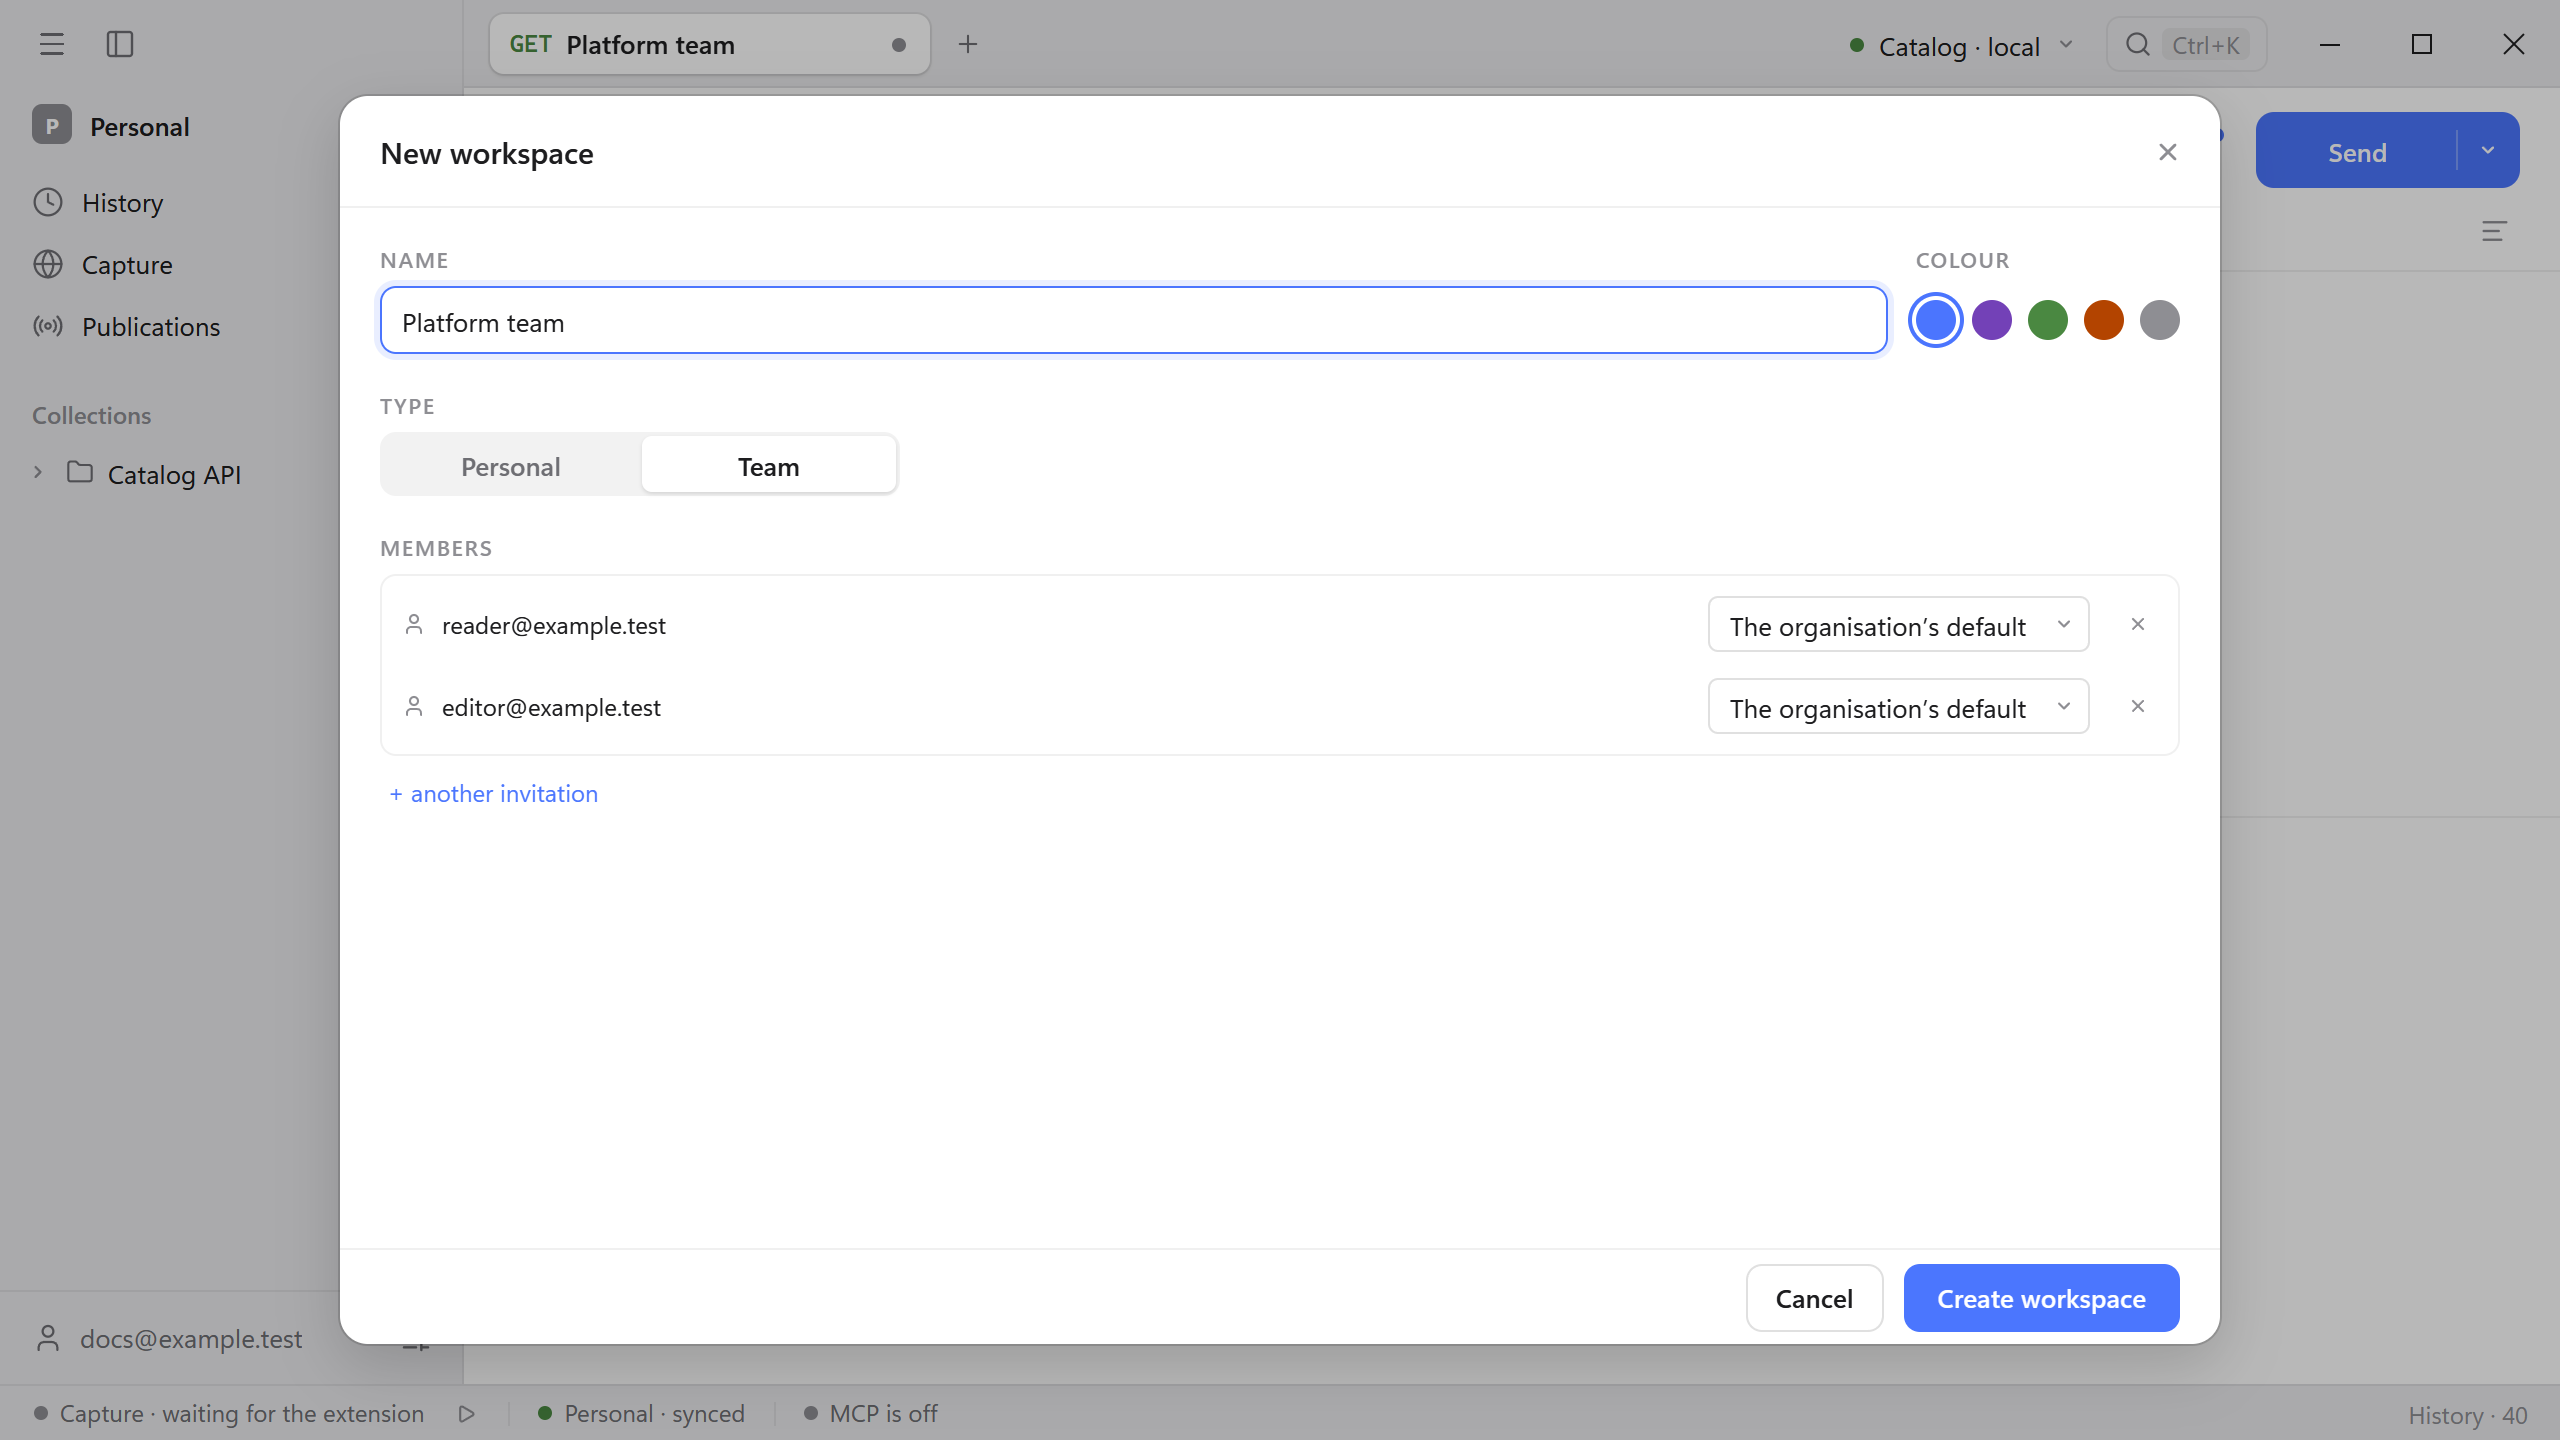 GET Platform team
Catalog · local
Ctrl+K
P Personal
New workspace
Send
History
Capture
Publications
Collections
Catalog API
NAME
COLOUR
Platform team
TYPE
Personal
Team
MEMBERS
reader@example.test
The organisation’s default
editor@example.test
The organisation’s default
+ another invitation
Cancel
Create workspace
docs@example.test
Capture · waiting for the extension
Personal · synced
MCP is off
History · 40